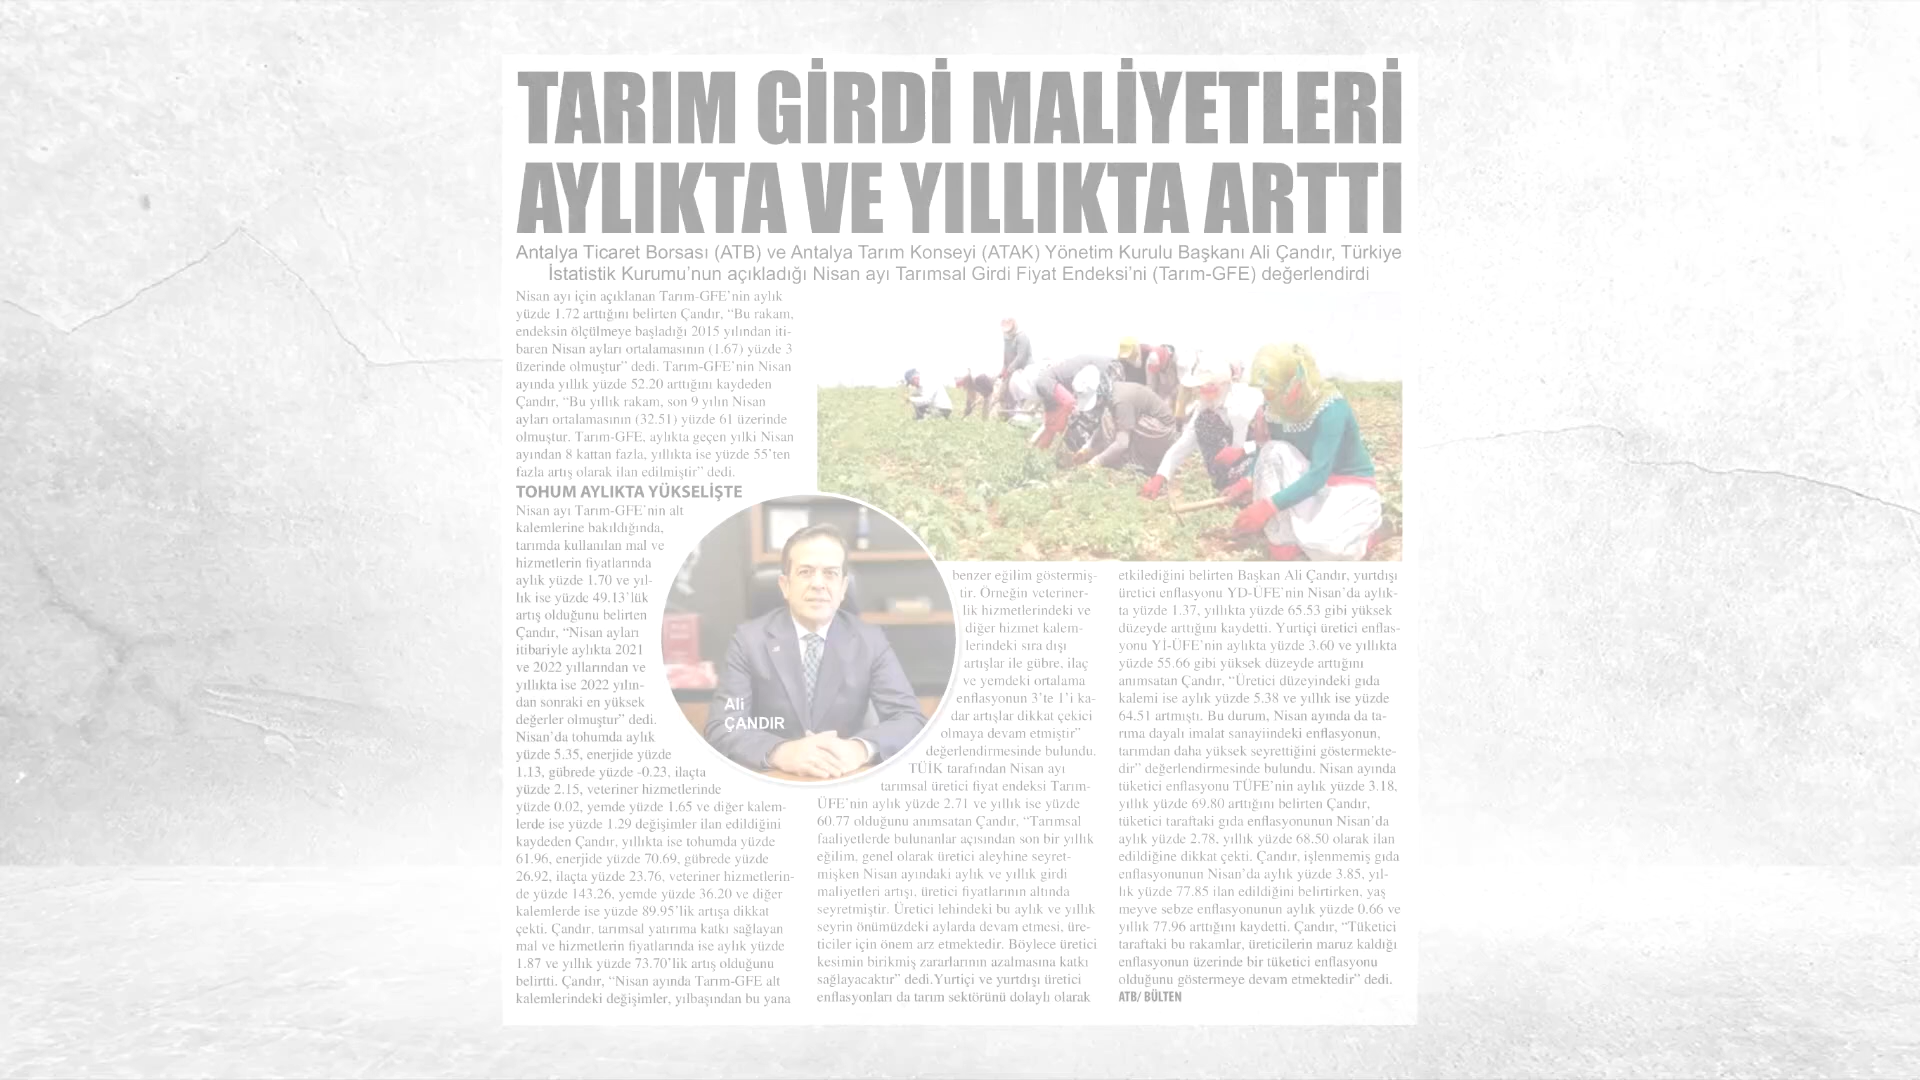 TARIM GİRDİ MALİYETLERİ
AYLIKTA VE YILLIKTA ARTTI
Antalya Ticaret Borsası (ATB) ve Antalya Tarım Konseyi (ATAK) Yönetim Kurulu Başkanı Ali Çandır, Türkiye
İstatistik Kurumu’nun açıkladığı Nisan ayı Tarımsal Girdi Fiyat Endeksi’ni (Tarım-GFE) değerlendirdi
Nisan ayı için açıklanan Tarım-GFE’nin aylık
yüzde 1.72 arttığını belirten Çandır, “Bu rakam,
endeksin ölçülmeye başladığı 2015 yılından iti-
baren Nisan ayları ortalamasının (1.67) yüzde 3
üzerinde olmuştur” dedi. Tarım-GFE’nin Nisan
ayında yıllık yüzde 52.20 arttığını kaydeden
Çandır, “Bu yıllık rakam, son 9 yılın Nisan
ayları ortalamasının (32.51) yüzde 61 üzerinde
olmuştur. Tarım-GFE, aylıkta geçen yılki Nisan
ayından 8 kattan fazla, yıllıkta ise yüzde 55’ten
fazla artış olarak ilan edilmiştir” dedi.
TOHUM AYLIKTA YÜKSELİŞTE
Nisan ayı Tarım-GFE’nin alt
kalemlerine bakıldığında,
tarımda kullanılan mal ve
hizmetlerin fiyatlarında
aylık yüzde 1.70 ve yıl-
lık ise yüzde 49.13’lük
artış olduğunu belirten
Çandır, “Nisan ayları
itibariyle aylıkta 2021
ve 2022 yıllarından ve
yıllıkta ise 2022 yılın-
dan sonraki en yüksek
değerler olmuştur” dedi.
Nisan’da tohumda aylık
yüzde 5.35, enerjide yüzde
1.13, gübrede yüzde -0.23, ilaçta
yüzde 2.15, veteriner hizmetlerinde
yüzde 0.02, yemde yüzde 1.65 ve diğer kalem-
lerde ise yüzde 1.29 değişimler ilan edildiğini
kaydeden Çandır, yıllıkta ise tohumda yüzde
61.96, enerjide yüzde 70.69, gübrede yüzde
26.92, ilaçta yüzde 23.76, veteriner hizmetlerin-
de yüzde 143.26, yemde yüzde 36.20 ve diğer
kalemlerde ise yüzde 89.95’lik artışa dikkat
çekti. Çandır, tarımsal yatırıma katkı sağlayan
mal ve hizmetlerin fiyatlarında ise aylık yüzde
1.87 ve yıllık yüzde 73.70’lik artış olduğunu
belirtti. Çandır, “Nisan ayında Tarım-GFE alt
kalemlerindeki değişimler, yılbaşından bu yana
Ali
ÇANDIR
benzer eğilim göstermiş-
tir. Örneğin veteriner-
lik hizmetlerindeki ve
diğer hizmet kalem-
lerindeki sıra dışı
artışlar ile gübre, ilaç
ve yemdeki ortalama
enflasyonun 3’te 1’i ka-
dar artışlar dikkat çekici
olmaya devam etmiştir”
değerlendirmesinde bulundu.
TÜİK tarafından Nisan ayı
tarımsal üretici fiyat endeksi Tarım-
ÜFE’nin aylık yüzde 2.71 ve yıllık ise yüzde
60.77 olduğunu anımsatan Çandır, “Tarımsal
faaliyetlerde bulunanlar açısından son bir yıllık
eğilim, genel olarak üretici aleyhine seyret-
mişken Nisan ayındaki aylık ve yıllık girdi
maliyetleri artışı, üretici fiyatlarının altında
seyretmiştir. Üretici lehindeki bu aylık ve yıllık
seyrin önümüzdeki aylarda devam etmesi, üre-
ticiler için önem arz etmektedir. Böylece üretici
kesimin birikmiş zararlarının azalmasına katkı
sağlayacaktır” dedi.Yurtiçi ve yurtdışı üretici
enflasyonları da tarım sektörünü dolaylı olarak
etkilediğini belirten Başkan Ali Çandır, yurtdışı
üretici enflasyonu YD-ÜFE’nin Nisan’da aylık-
ta yüzde 1.37, yıllıkta yüzde 65.53 gibi yüksek
düzeyde arttığını kaydetti. Yurtiçi üretici enflas-
yonu Yİ-ÜFE’nin aylıkta yüzde 3.60 ve yıllıkta
yüzde 55.66 gibi yüksek düzeyde arttığını
anımsatan Çandır, “Üretici düzeyindeki gıda
kalemi ise aylık yüzde 5.38 ve yıllık ise yüzde
64.51 artmıştı. Bu durum, Nisan ayında da ta-
rıma dayalı imalat sanayiindeki enflasyonun,
tarımdan daha yüksek seyrettiğini göstermekte-
dir” değerlendirmesinde bulundu. Nisan ayında
tüketici enflasyonu TÜFE’nin aylık yüzde 3.18,
yıllık yüzde 69.80 arttığını belirten Çandır,
tüketici taraftaki gıda enflasyonunun Nisan’da
aylık yüzde 2.78, yıllık yüzde 68.50 olarak ilan
edildiğine dikkat çekti. Çandır, işlenmemiş gıda
enflasyonunun Nisan’da aylık yüzde 3.85, yıl-
lık yüzde 77.85 ilan edildiğini belirtirken, yaş
meyve sebze enflasyonunun aylık yüzde 0.66 ve
yıllık 77.96 arttığını kaydetti. Çandır, “Tüketici
taraftaki bu rakamlar, üreticilerin maruz kaldığı
enflasyonun üzerinde bir tüketici enflasyonu
olduğunu göstermeye devam etmektedir” dedi.
ATB/ BÜLTEN